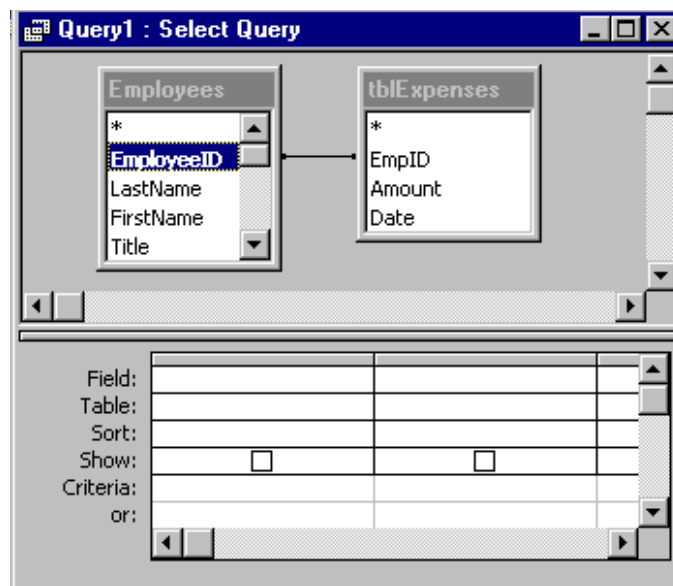 Query1 : Select Query
Employees
*
EmployeeID
LastName
FirstName
Title
tblExpenses
*
EmpID
Amount
Date
Field:
Table:
Sort:
Show:
Criteria:
or: